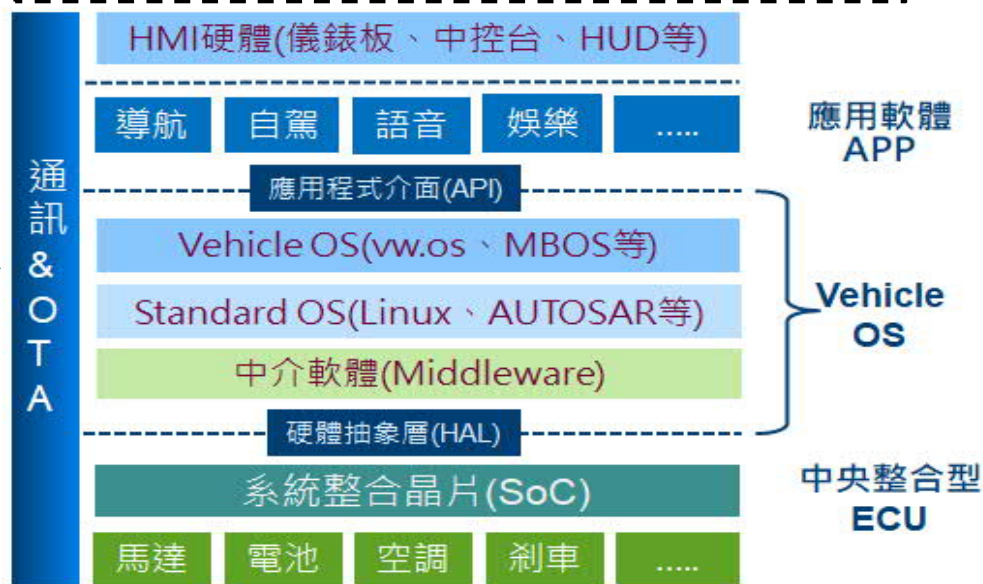 HMI硬體(儀錶板、中控台、HUD等)
導航 自駕 語音 娛樂 .....
應用軟體
APP
應用程式介面(API)
通訊&OTA
Vehicle OS(vw.os、MBOS等)
Standard OS(Linux、AUTOSAR等)
中介軟體(Middleware)
Vehicle
OS
硬體抽象層(HAL)
系統整合晶片(SoC)
中央整合型
ECU
馬達 電池 空調 剎車 .....